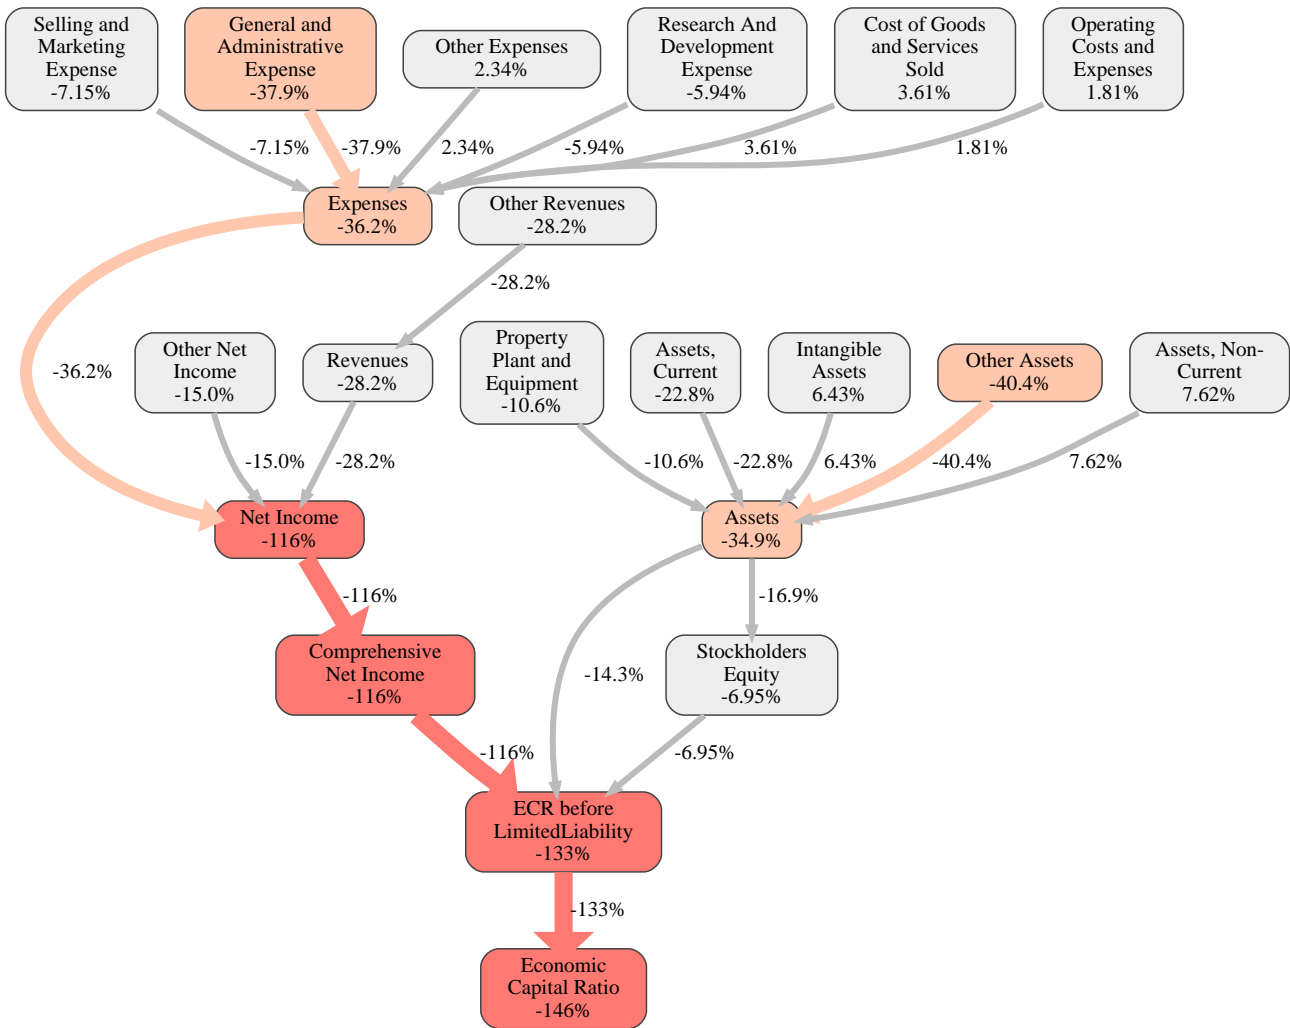 Selling and
Marketing
Expense
-7.15%
General and
Administrative
Expense
-37.9%
Other Expenses
2.34%
Research And
Development
Expense
-5.94%
Cost of Goods
and Services
Sold
3.61%
Operating
Costs and
Expenses
1.81%
-7.15%
-37.9%
2.34%
-5.94%
3.61%
1.81%
Expenses
-36.2%
Other Revenues
-28.2%
-28.2%
-36.2%
Other Net
Income
-15.0%
Revenues
-28.2%
Property
Plant and
Equipment
-10.6%
Assets,
Current
-22.8%
Intangible
Assets
6.43%
Other Assets
-40.4%
Assets, Non-
Current
7.62%
-15.0%
-28.2%
-10.6%
-22.8%
6.43%
-40.4%
7.62%
Net Income
-116%
Assets
-34.9%
-116%
-16.9%
Comprehensive
Net Income
-116%
-14.3%
Stockholders
Equity
-6.95%
-116%
-6.95%
ECR before
LimitedLiability
-133%
-133%
Economic
Capital Ratio
-146%